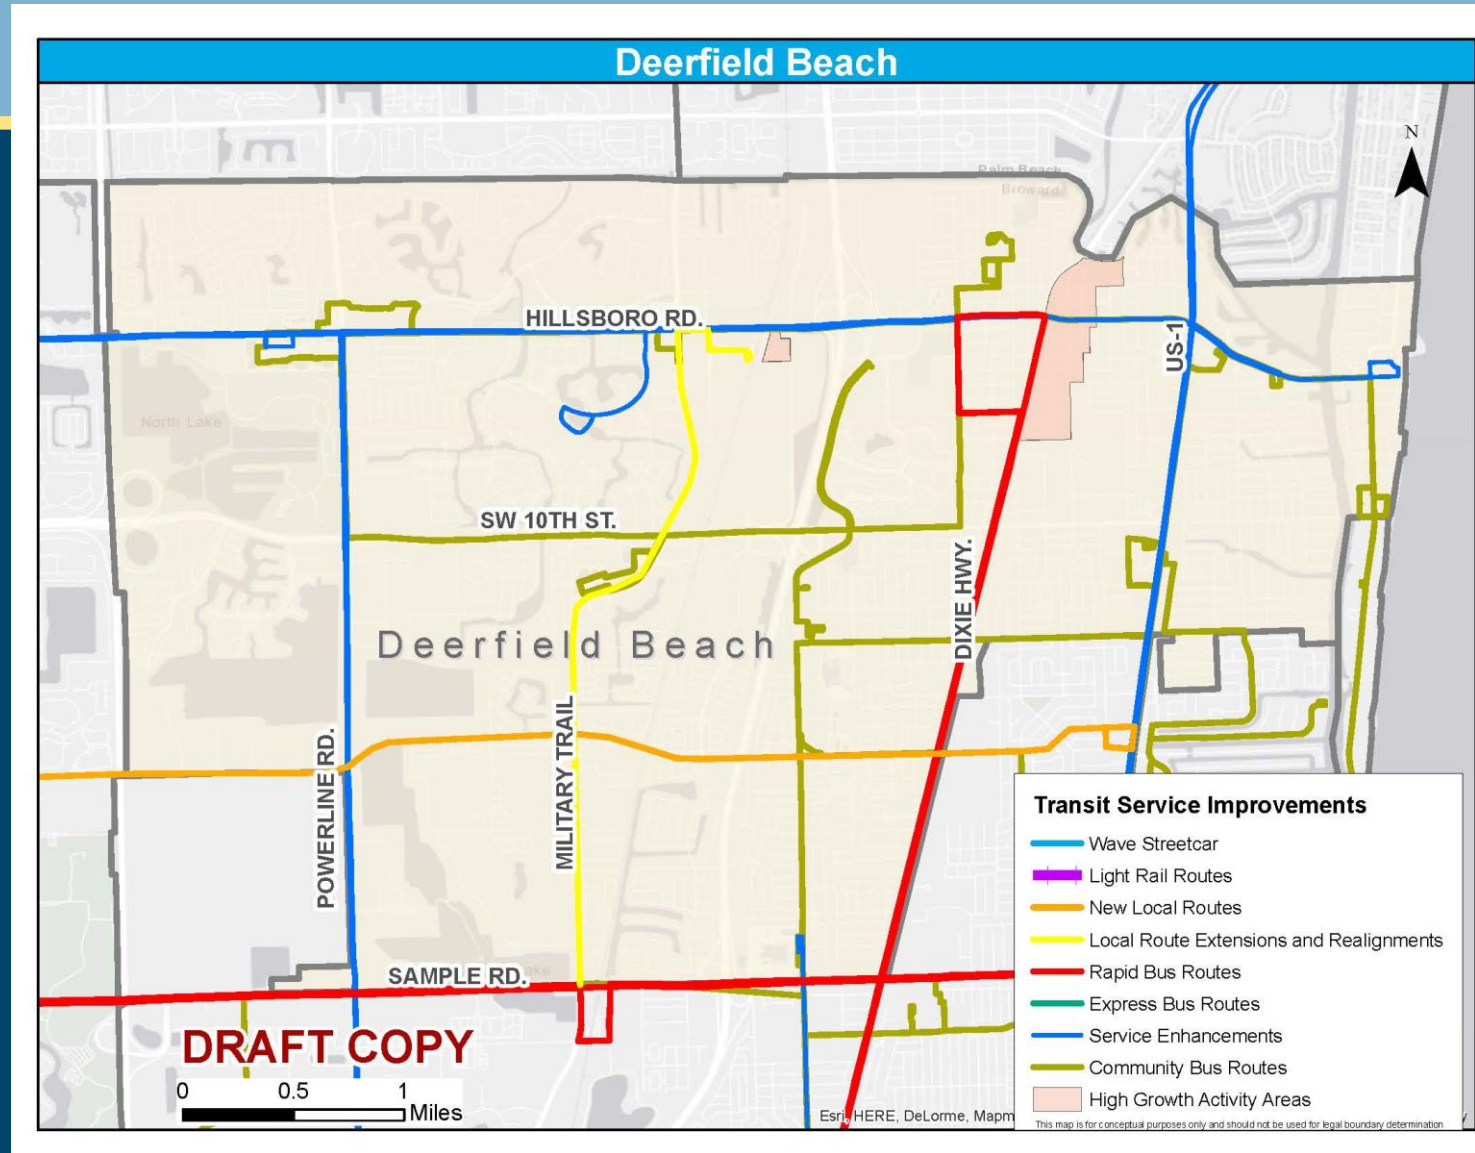 Deerfield Beach
N
Palm Beach
Broward
HILLSBORO RD.
US-1
North Lake
SW 10TH ST.
DIXIE HWY.
Deerfield Beach
MILITARY TRAIL
POWERLINE RD.
SAMPLE RD.
DRAFT COPY
0 0.5 1
Miles
Transit Service Improvements
Wave Streetcar
Light Rail Routes
New Local Routes
Local Route Extensions and Realignments
Rapid Bus Routes
Express Bus Routes
Service Enhancements
Community Bus Routes
High Growth Activity Areas
This map is for conceptual purposes only and should not be used for legal boundary determination
Esri, HERE, DeLorme, Mapm